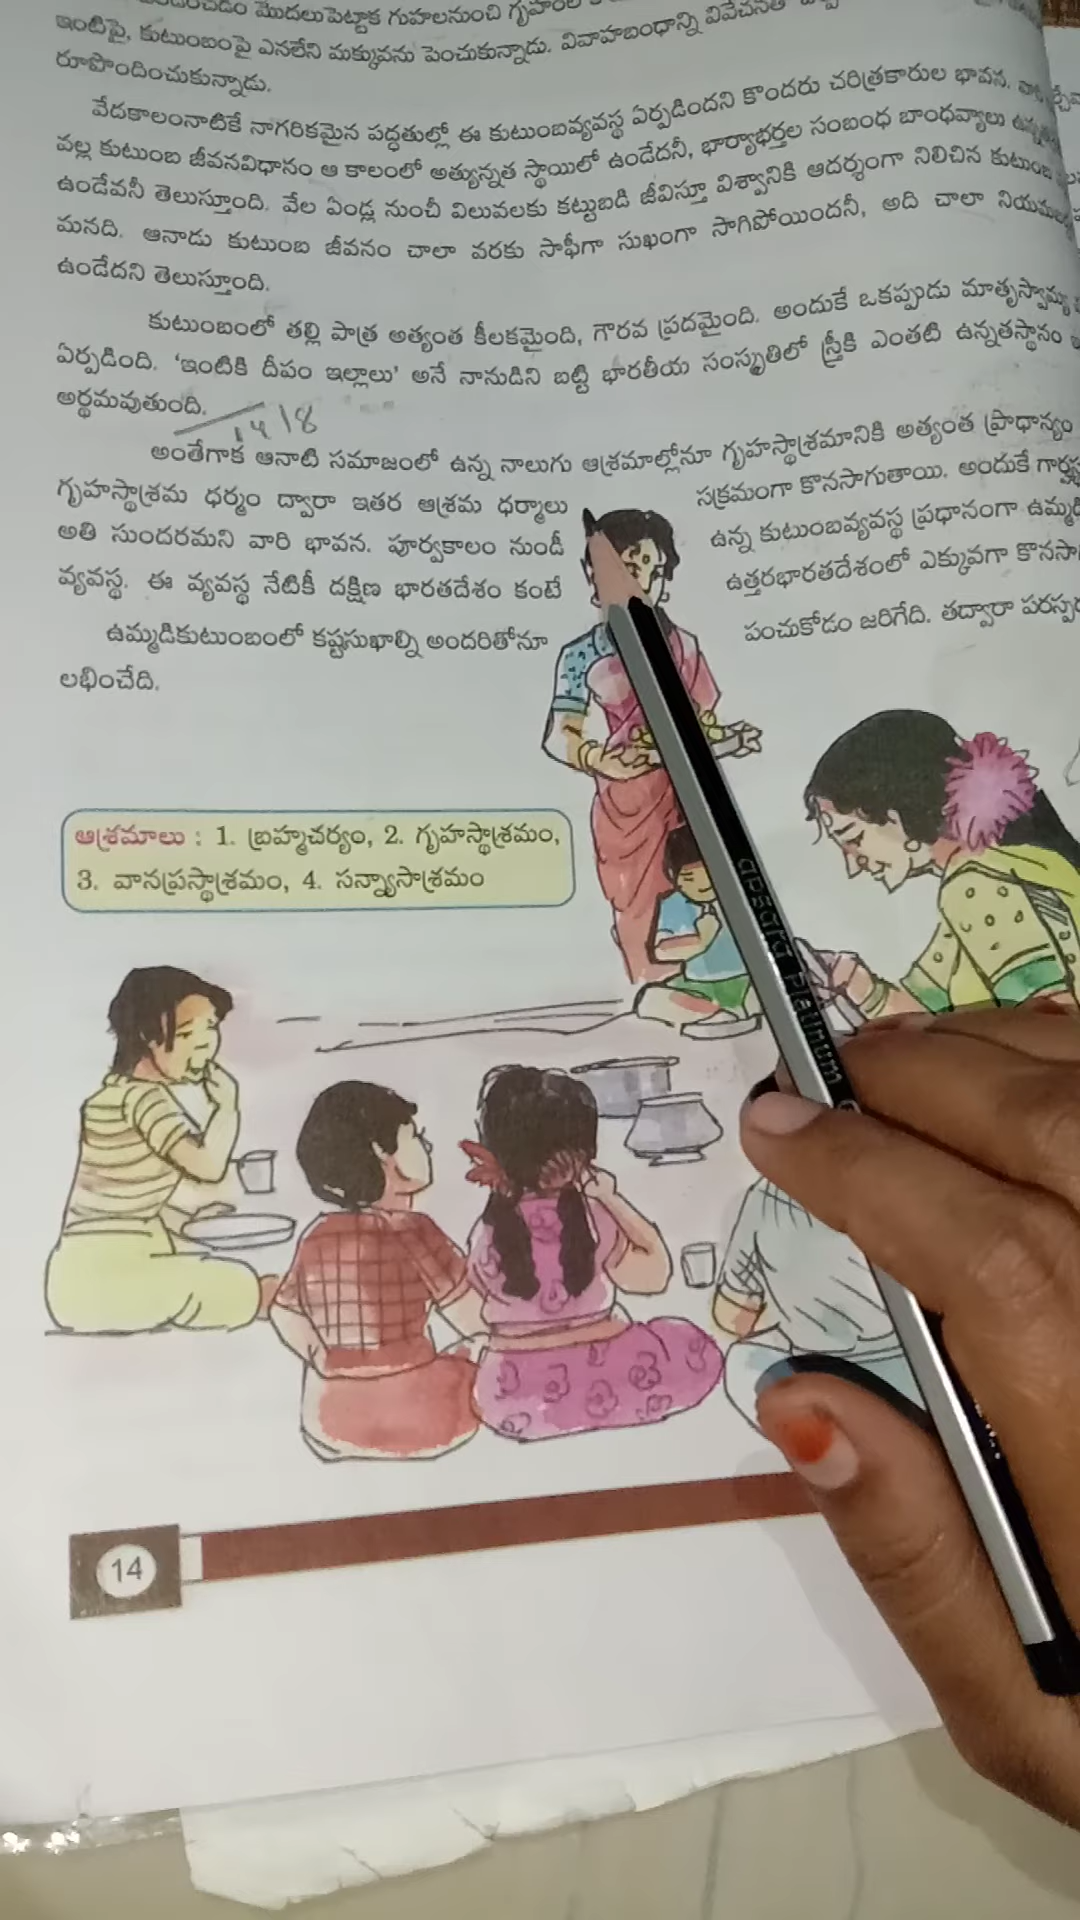 మొదలుపెట్టాక గుహలనుంచి
ఇంటిపై, కుటుంబంపై ఎనలేని మక్కువను పెంచుకున్నాడు. వివాహబంధాన్ని
రూపొందించుకున్నాడు.
వేదకాలంనాటికే నాగరికమైన పద్ధతుల్లో ఈ కుటుంబవ్యవస్థ ఏర్పడిందని కొందరు చరిత్రకారుల భావన.
వల్ల కుటుంబ జీవనవిధానం ఆ కాలంలో అత్యున్నత స్థాయిలో ఉండేదనీ, భార్యాభర్తల సంబంధ బాంధవ్యాలు
ఉండేవనీ తెలుస్తూంది. వేల ఏండ్ల నుంచీ విలువలకు కట్టుబడి జీవిస్తూ విశ్వానికి ఆదర్శంగా నిలిచిన కుటుంబ
మనది. ఆనాడు కుటుంబ జీవనం చాలా వరకు సాఫీగా సుఖంగా సాగిపోయిందనీ, అది చాలా
ఉండేదని తెలుస్తూంది.
కుటుంబంలో తల్లి పాత్ర అత్యంత కీలకమైంది, గౌరవ ప్రదమైంది. అందుకే ఒకప్పుడు మాతృస్వామ్య
ఏర్పడింది. ‘ఇంటికి దీపం ఇల్లాలు’ అనే నానుడిని బట్టి భారతీయ సంస్కృతిలో స్త్రీకి ఎంతటి ఉన్నతస్థానం
అర్థమవుతుంది.
అంతేగాక ఆనాటి సమాజంలో ఉన్న నాలుగు ఆశ్రమాల్లోనూ గృహస్థాశ్రమానికి అత్యంత ప్రాధాన్యం
గృహస్థాశ్రమ ధర్మం ద్వారా ఇతర ఆశ్రమ ధర్మాలు సక్రమంగా కొనసాగుతాయి. అందుకే
అతి సుందరమని వారి భావన. పూర్వకాలం నుండీ ఉన్న కుటుంబవ్యవస్థ ప్రధానంగా
వ్యవస్థ. ఈ వ్యవస్థ నేటికీ దక్షిణ భారతదేశం కంటే ఉత్తరభారతదేశంలో ఎక్కువగా
ఉమ్మడికుటుంబంలో కష్టసుఖాల్ని అందరితోనూ పంచుకోడం జరిగేది. తద్వారా
లభించేది.
ఆశ్రమాలు : 1. బ్రహ్మచర్యం, 2. గృహస్థాశ్రమం,
3. వానప్రస్థాశ్రమం, 4. సన్న్యాసాశ్రమం
apsara Platinum
14